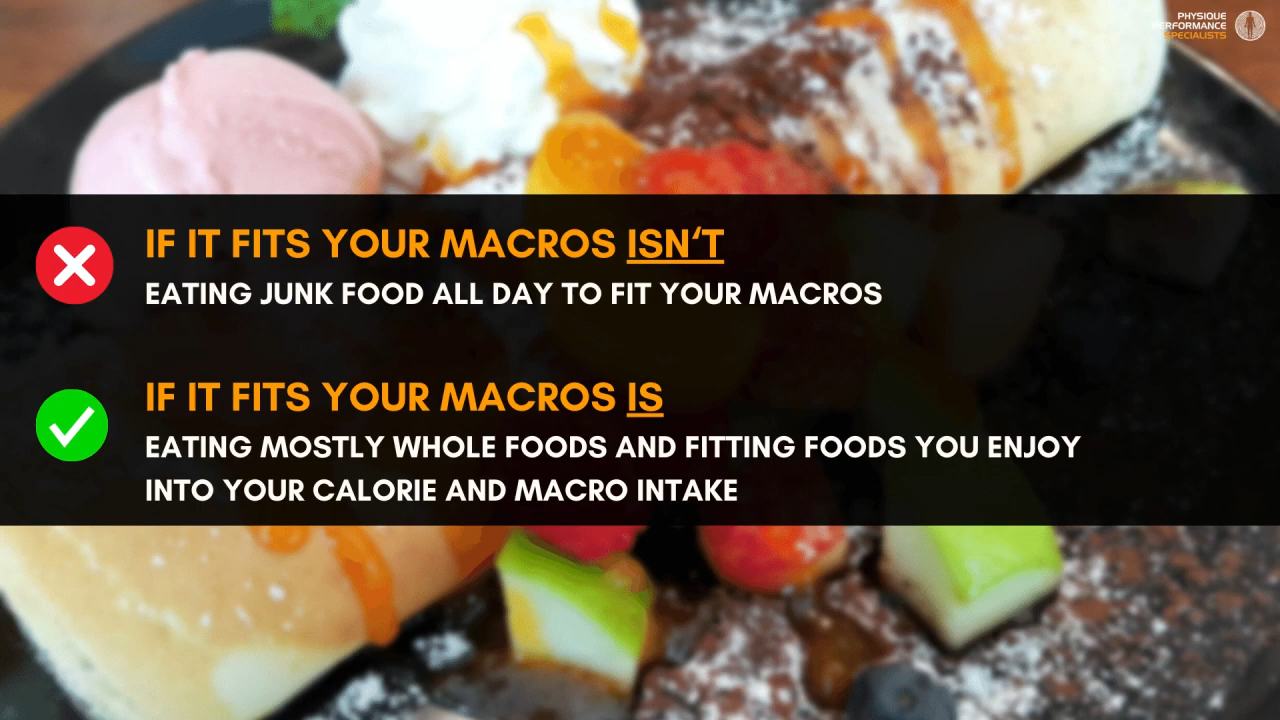 PHYSIQUE
PERFORMANCE
SPECIALISTS
IF IT FITS YOUR MACROS ISN‘T
EATING JUNK FOOD ALL DAY TO FIT YOUR MACROS
IF IT FITS YOUR MACROS IS
EATING MOSTLY WHOLE FOODS AND FITTING FOODS YOU ENJOY
INTO YOUR CALORIE AND MACRO INTAKE